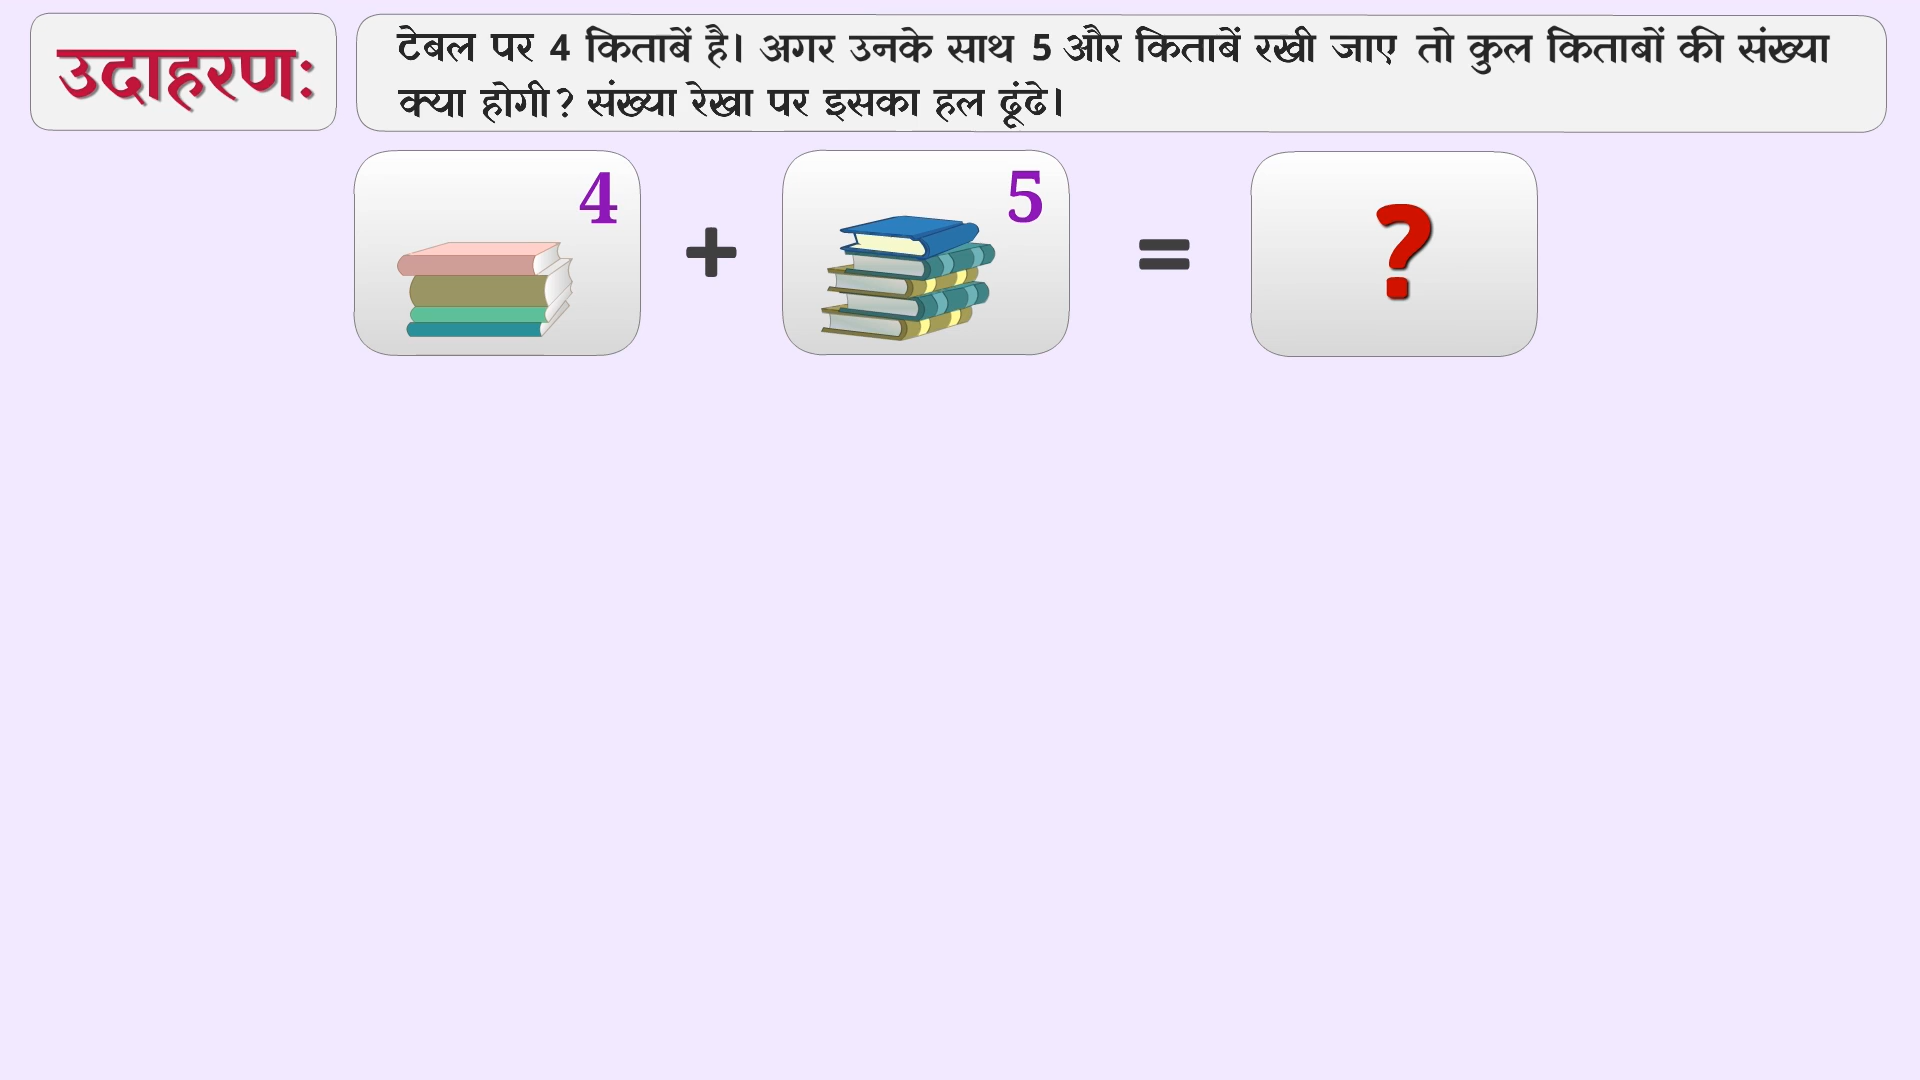 उदाहरण:
टेबल पर 4 किताबें है। अगर उनके साथ 5 और किताबें रखी जाए तो कुल किताबों की संख्या
क्या होगी? संख्या रेखा पर इसका हल ढूंढे।
4 + 5 = ?